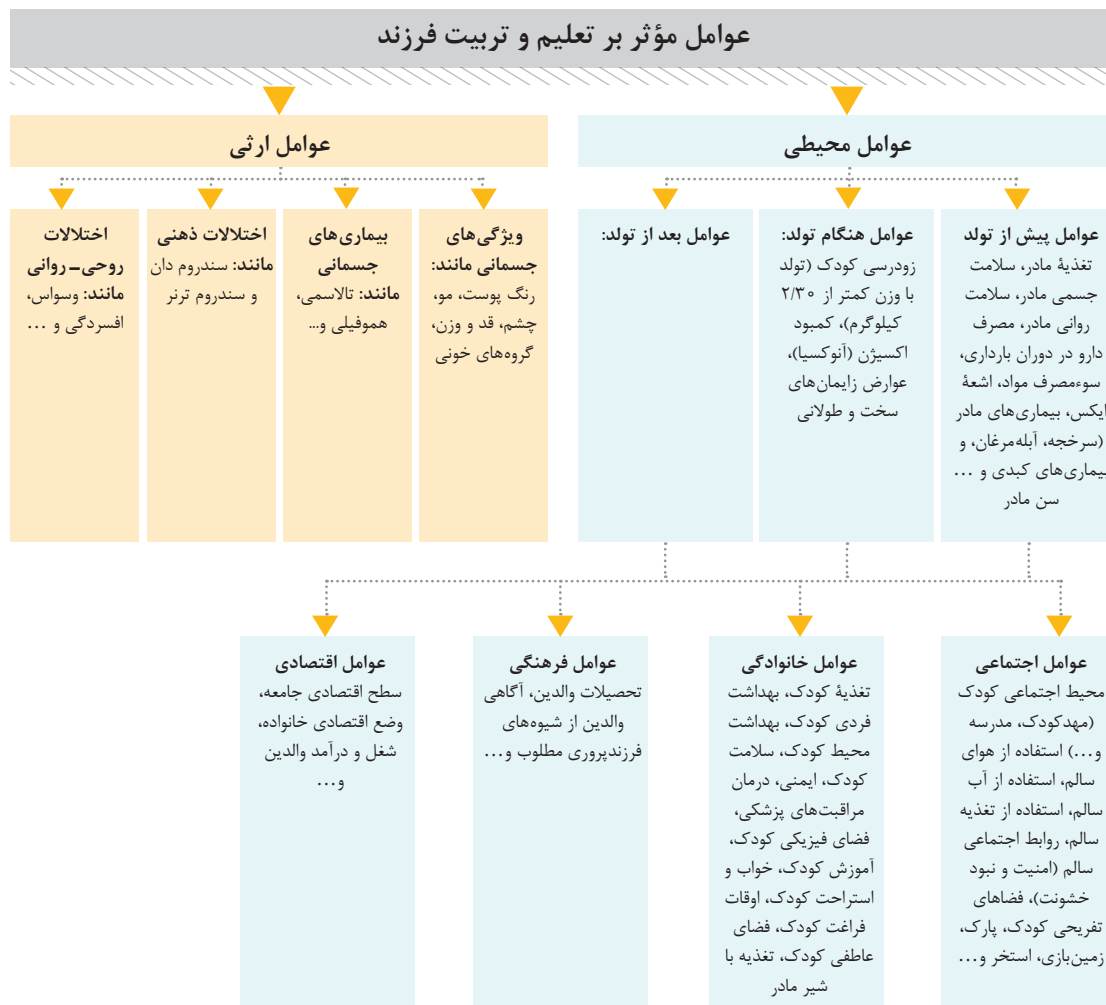 عوامل مؤثر بر تعلیم و تربیت فرزند
عوامل محیطی
عوامل پیش از تولد
تغذیهٔ مادر، سلامت
جسمی مادر، سلامت
روانی مادر، مصرف
دارو در دوران بارداری،
سوءمصرف مواد، اشعهٔ
ایکس، بیماری‌های مادر
(سرخجه، آبله‌مرغان، و
بیماری‌های کبدی و ...
سن مادر
عوامل هنگام تولد:
زودرسی کودک (تولد
با وزن کمتر از ۲/۳۰
کیلوگرم)، کمبود
اکسیژن (آنوکسیا)،
عوارض زایمان‌های
سخت و طولانی
عوامل بعد از تولد:
عوامل ارثی
ویژگی‌های
جسمانی مانند:
رنگ پوست، مو،
چشم، قد و وزن،
گروه‌های خونی
بیماری‌های
جسمانی
مانند: تالاسمی،
هموفیلی و...
اختلالات ذهنی
مانند: سندروم دان
و سندروم ترنر
اختلالات
روحی‌ـ روانی
مانند: وسواس،
افسردگی و ...
عوامل اجتماعی
محیط اجتماعی کودک
(مهدکودک، مدرسه
و...) استفاده از هوای
سالم، استفاده از آب
سالم، استفاده از تغذیه
سالم، روابط اجتماعی
سالم (امنیت و نبود
خشونت)، فضاهای
تفریحی کودک، پارک،
زمین‌بازی، استخر و...
عوامل خانوادگی
تغذیهٔ کودک، بهداشت
فردی کودک، بهداشت
محیط کودک، سلامت
کودک، ایمنی، درمان
مراقبت‌های پزشکی،
فضای فیزیکی کودک،
آموزش کودک، خواب و
استراحت کودک، اوقات
فراغت کودک، فضای
عاطفی کودک، تغذیه با
شیر مادر
عوامل فرهنگی
تحصیلات والدین، آگاهی
والدین از شیوه‌های
فرزندپروری مطلوب و...
عوامل اقتصادی
سطح اقتصادی جامعه،
وضع اقتصادی خانواده،
شغل و درآمد والدین
و...